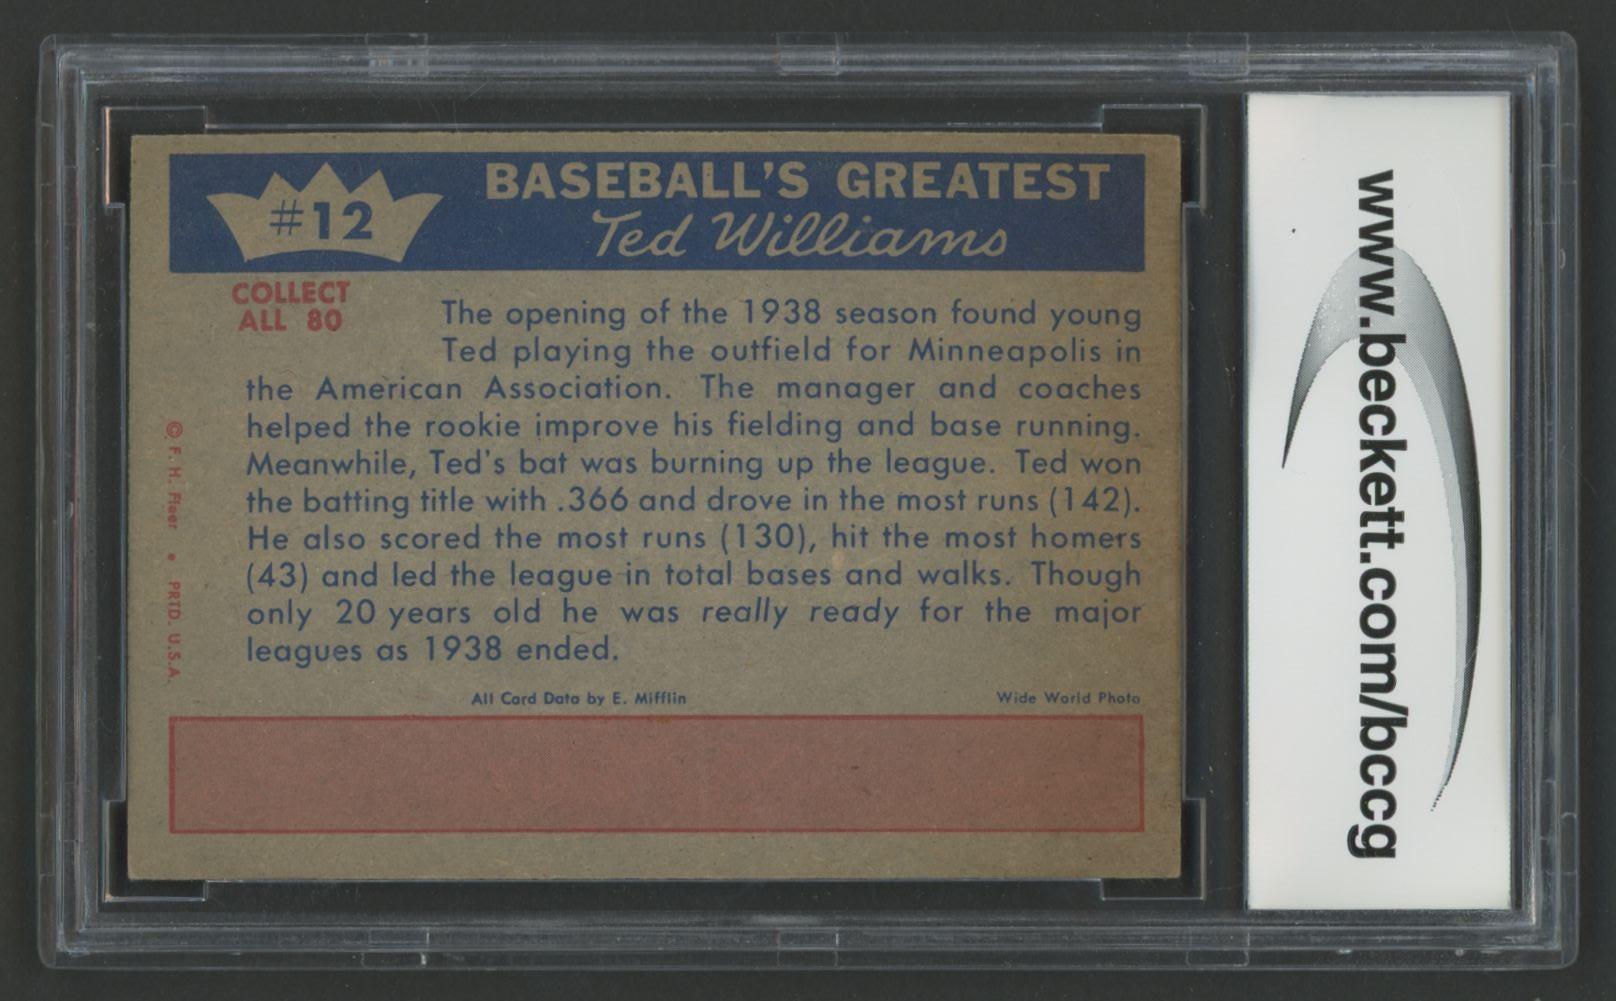 #12
BASEBALL'S GREATEST
Ted Williams
COLLECT
ALL 80
The opening of the 1938 season found young
Ted playing the outfield for Minneapolis in
the American Association. The manager and coaches
helped the rookie improve his fielding and base running.
Meanwhile, Ted's bat was burning up the league. Ted won
the batting title with .366 and drove in the most runs (142).
He also scored the most runs (130), hit the most homers
(43) and led the league in total bases and walks. Though
only 20 years old he was really ready for the major
leagues as 1938 ended.
All Card Data by E. Mifflin
Wide World Photo
© F. H. Fleer • PRTD. U.S.A.
www.beckett.com/bccg